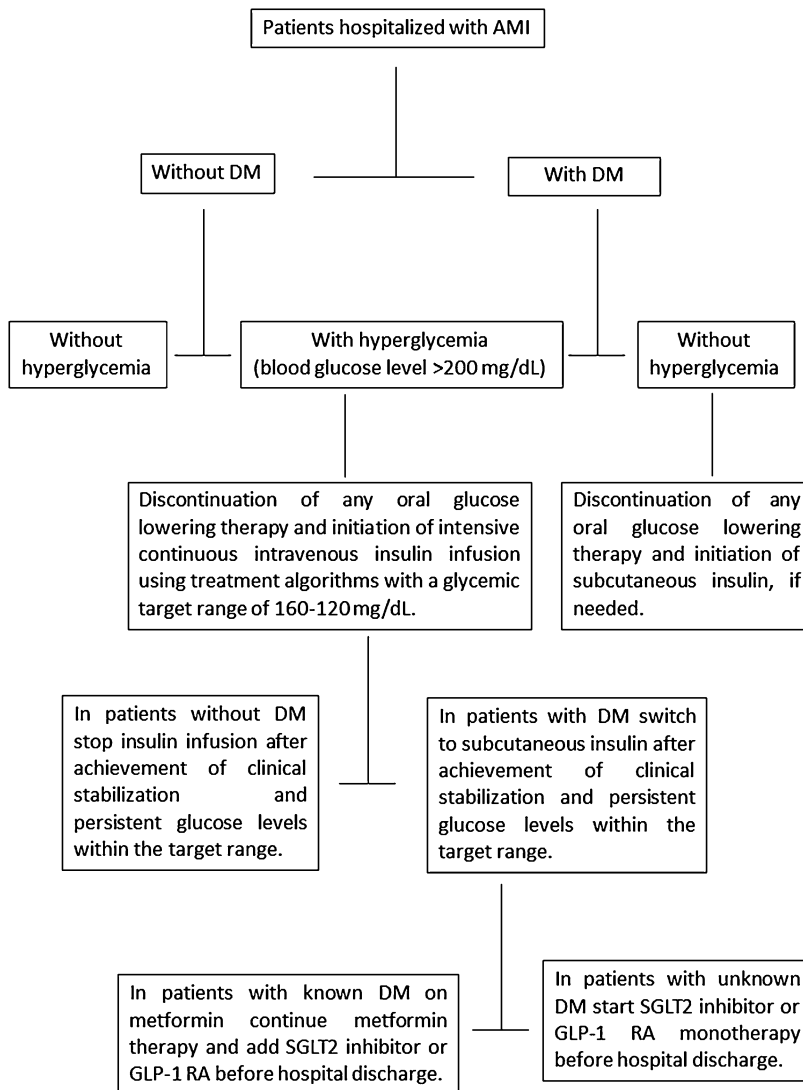 Patients hospitalized with AMI
Without DM
With DM
Without
hyperglycemia
With hyperglycemia
(blood glucose level >200 mg/dL)
Without
hyperglycemia
Discontinuation of any oral glucose
lowering therapy and initiation of intensive
continuous intravenous insulin infusion
using treatment algorithms with a glycemic
target range of 160-120 mg/dL.
Discontinuation of any
oral glucose lowering
therapy and initiation of
subcutaneous insulin, if
needed.
In patients without DM
stop insulin infusion after
achievement of clinical
stabilization and
persistent glucose levels
within the target range.
In patients with DM switch
to subcutaneous insulin after
achievement of clinical
stabilization and persistent
glucose levels within the
target range.
In patients with known DM on
metformin continue metformin
therapy and add SGLT2 inhibitor or
GLP-1 RA before hospital discharge.
In patients with unknown
DM start SGLT2 inhibitor or
GLP-1 RA monotherapy
before hospital discharge.